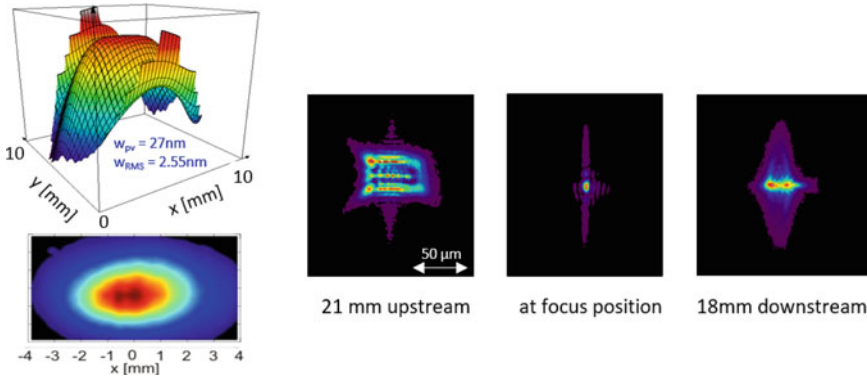 10
y [mm]
0
w_pv = 27nm
w_RMS = 2.55nm
x [mm]
10
-4 -3 -2 -1 0 1 2 3 4
x [mm]
50 µm
21 mm upstream
at focus position
18mm downstream